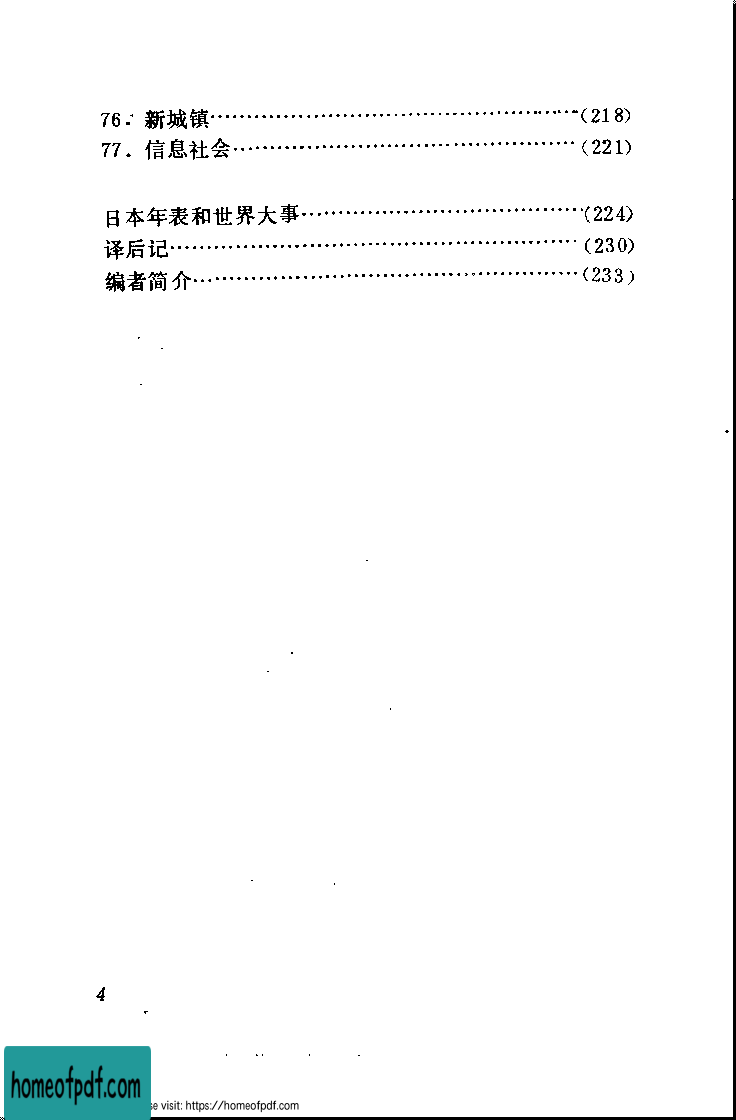 76．新城镇……………………………………………(218)
77．信息社会…………………………………………(221)
日本年表和世界大事…………………………………(224)
译后记…………………………………………………(230)
编者简介………………………………………………(233)
4
homeofpdf.com
se visit: https://homeofpdf.com